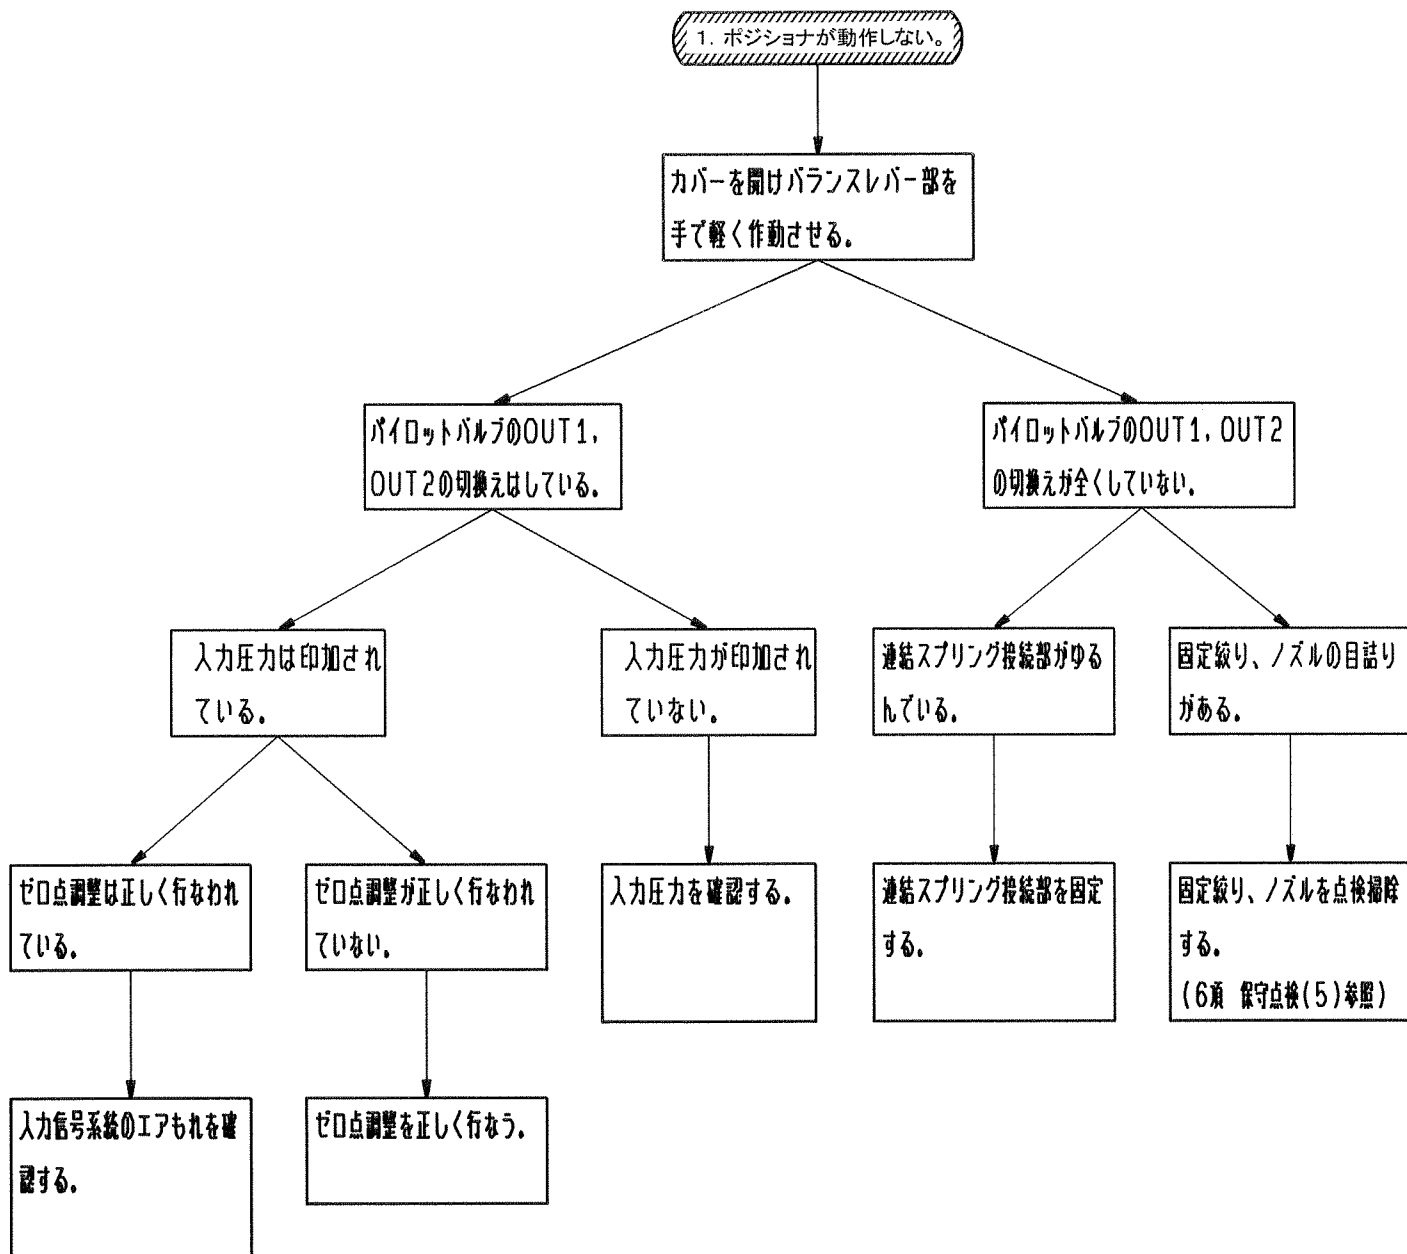 1. ポジショナが動作しない。
カバーを開けバランスレバー部を
手で軽く作動させる。
パイロットバルブのOUT1,
OUT2の切換えはしている。
パイロットバルブのOUT1, OUT2
の切換えが全くしていない。
入力圧力は印加され
ている。
入力圧力が印加され
ていない。
連結スプリング接続部がゆる
んでいる。
固定絞り、ノズルの目詰り
がある。
ゼロ点調整は正しく行なわれ
ている。
ゼロ点調整が正しく行なわれ
ていない。
入力圧力を確認する。
連結スプリング接続部を固定
する。
固定絞り、ノズルを点検掃除
する。
(6項 保守点検(5)参照)
入力信号系統のエアもれを確
認する。
ゼロ点調整を正しく行なう。